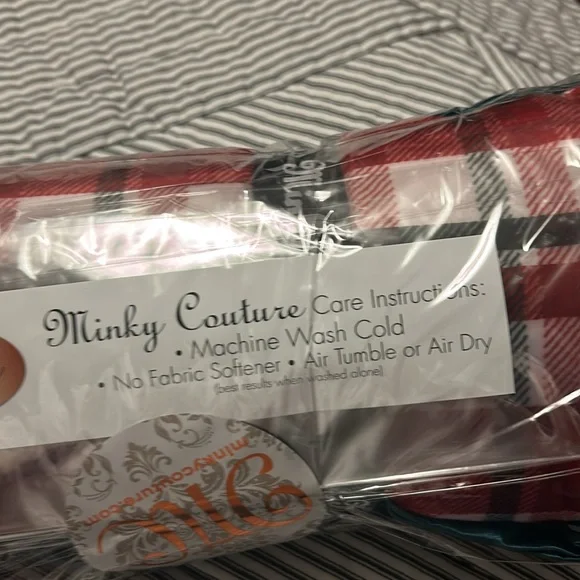 Minky Couture Care Instructions:
• Machine Wash Cold
• No Fabric Softener • Air Tumble or Air Dry
(best results when washed alone)
minkycouture.com